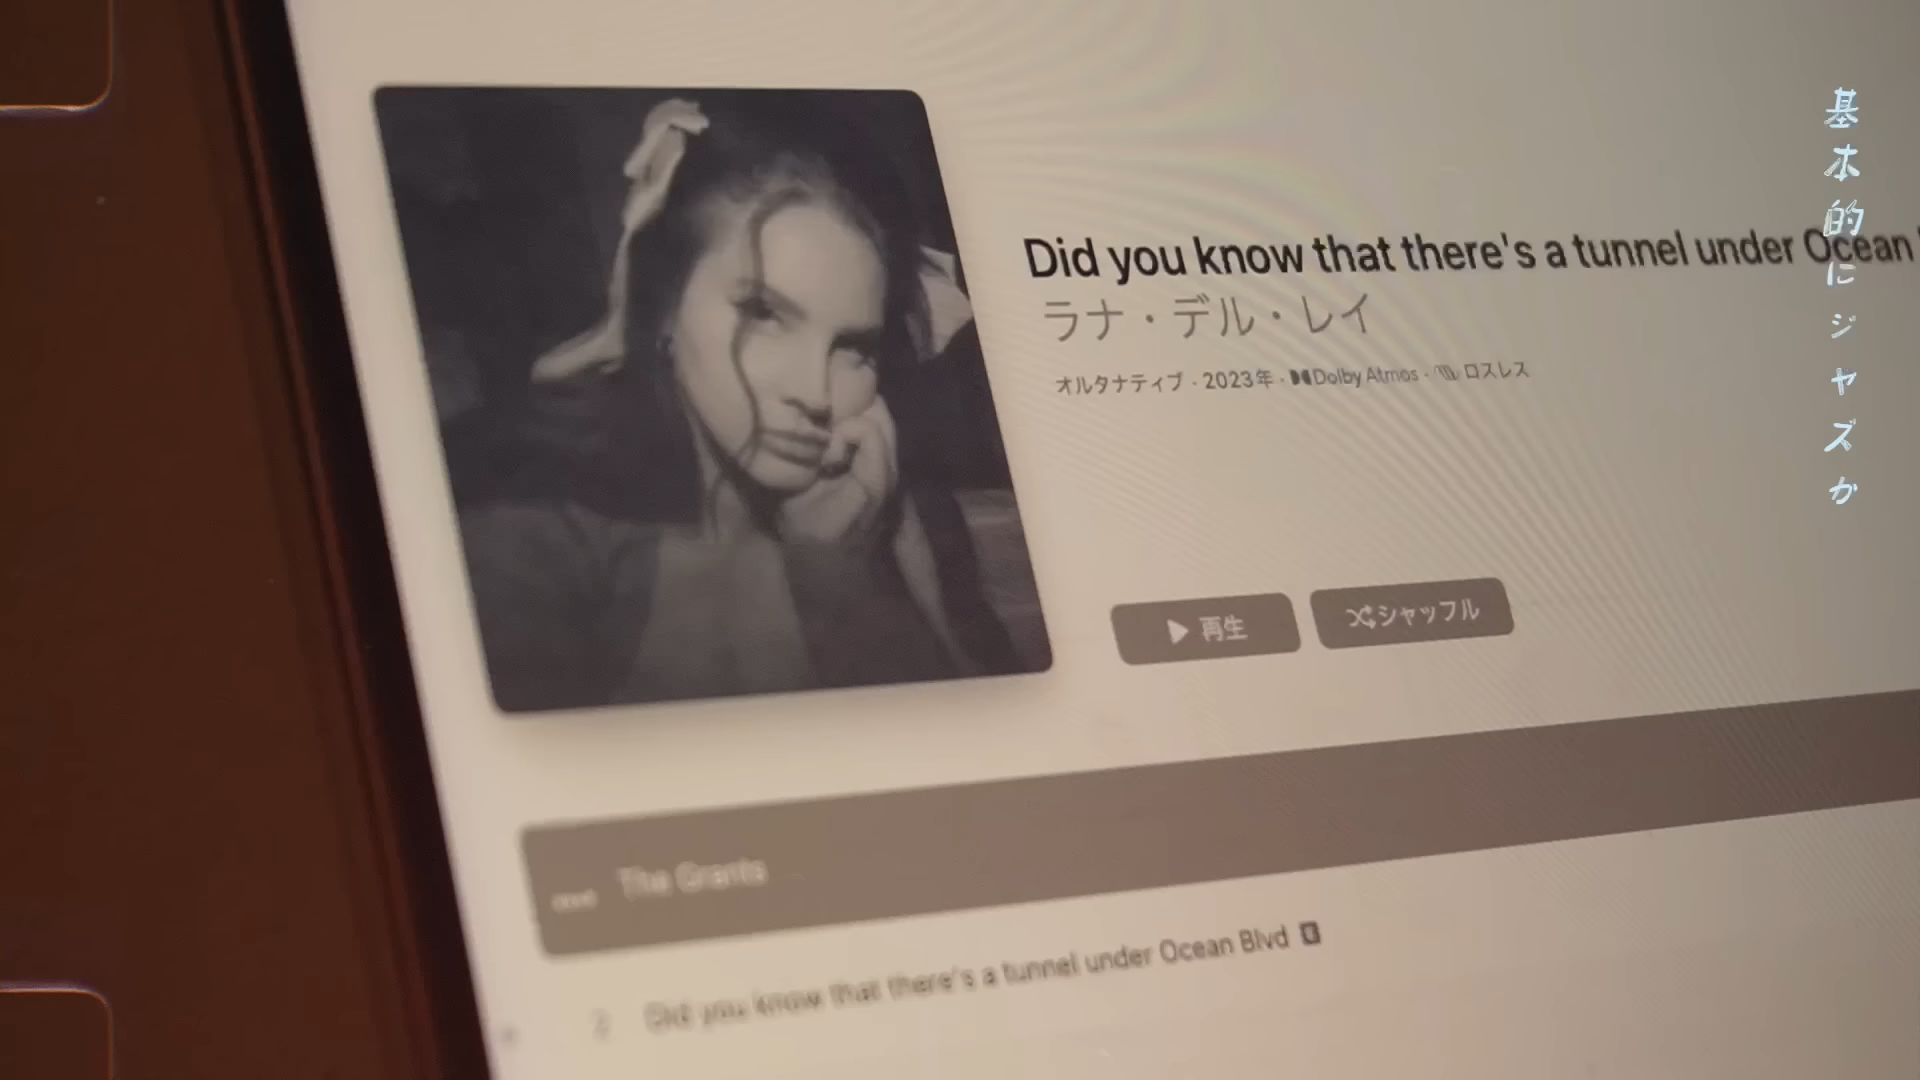 Did you know that there's a tunnel under Ocean
ラナ・デル・レイ
オルタナティブ · 2023年 · Dolby Atmos · ロスレス
再生
シャッフル
The Grants
2 Did you know that there's a tunnel under Ocean Blvd E
基本的にジャズか